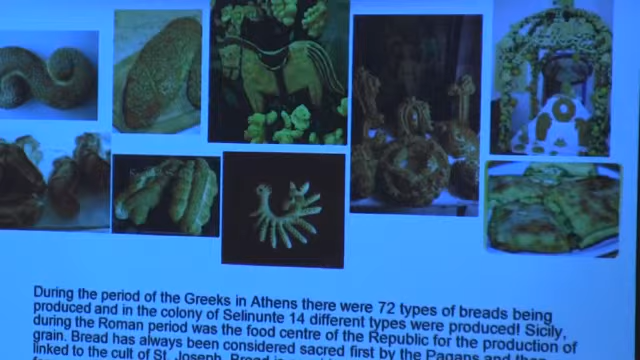 During the period of the Greeks in Athens there were 72 types of breads being
produced and in the colony of Selinunte 14 different types were produced! Sicily,
during the Roman period was the food centre of the Republic for the production of
grain. Bread has always been considered sacred first by the Pagans and then
linked to the cult of St. Joseph. Bread is